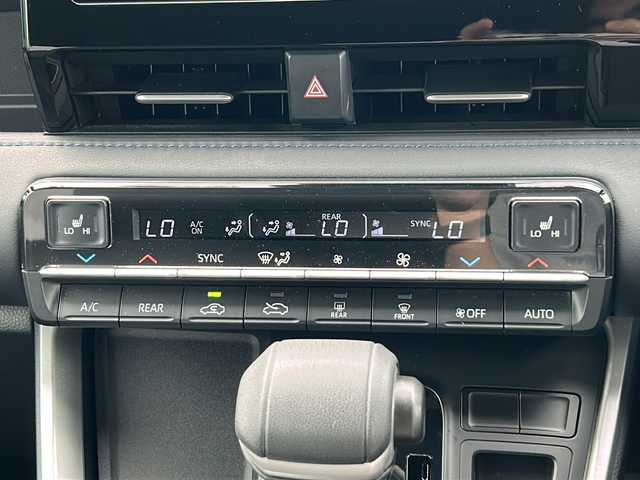 REAR
LO A/C ON LO SYNC LO
LO HI
LO HI
SYNC
A/C REAR REAR FRONT OFF AUTO